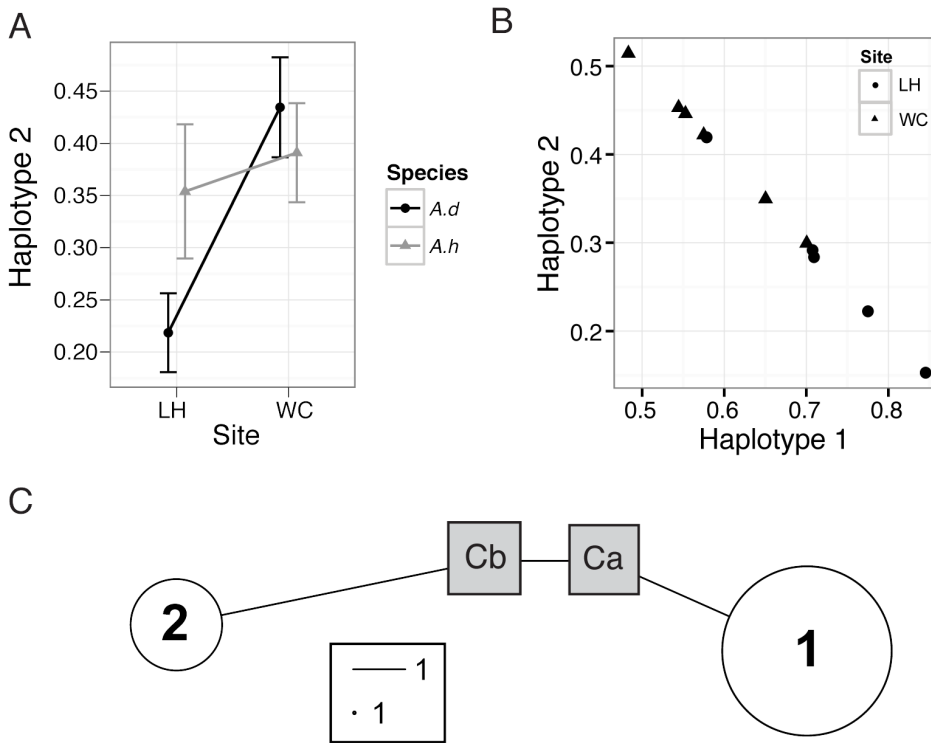 A
Haplotype 2
0.45
0.40
0.35
0.30
0.25
0.20
LH WC
Site
Species
A.d
A.h
B
Haplotype 2
0.5
0.4
0.3
0.2
0.5 0.6 0.7 0.8
Haplotype 1
Site
LH
WC
C
2
Cb
Ca
1
1
1